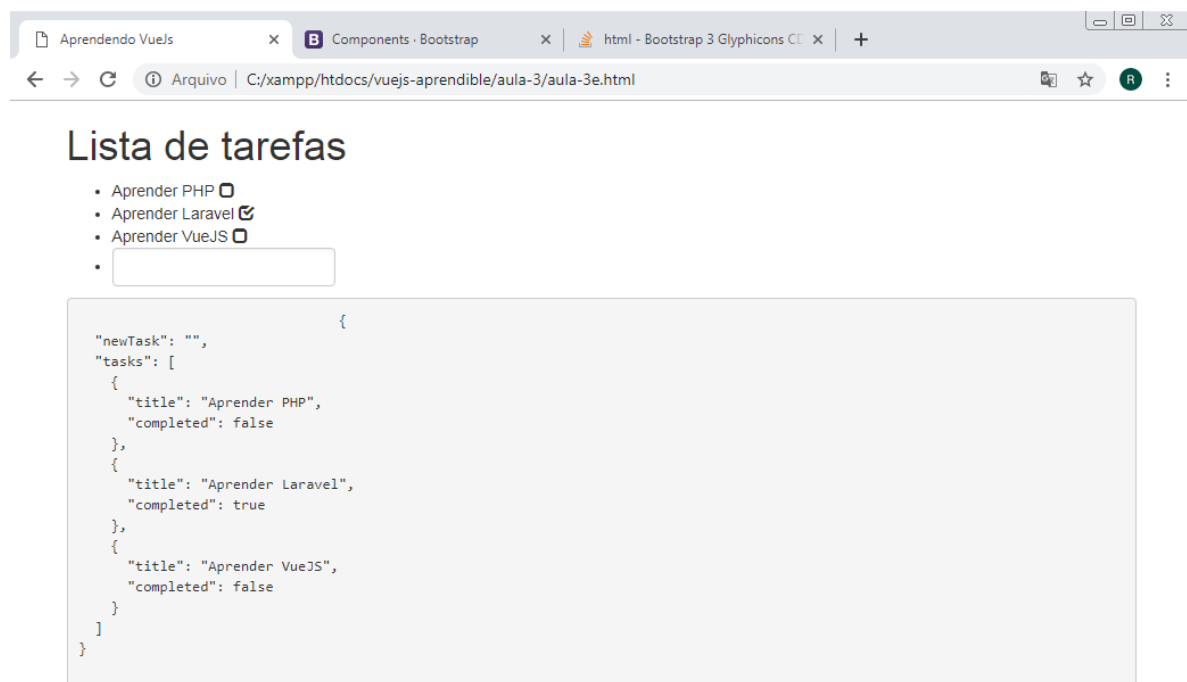 Aprendendo VueJs
Components · Bootstrap
html - Bootstrap 3 Glyphicons CD
Arquivo
C:/xampp/htdocs/vuejs-aprendible/aula-3/aula-3e.html
R
Lista de tarefas
Aprender PHP
Aprender Laravel
Aprender VueJS
{
"newTask": "",
"tasks": [
{
"title": "Aprender PHP",
"completed": false
},
{
"title": "Aprender Laravel",
"completed": true
},
{
"title": "Aprender VueJS",
"completed": false
}
]
}